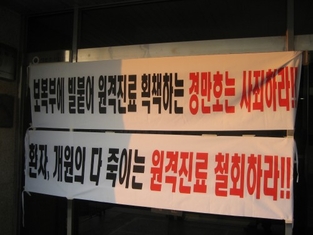 보복부에 빌붙어 원격진료 획책하는 경만호는 사죄하라!!
환자, 개원의 다 죽이는 원격진료 철회하라!!